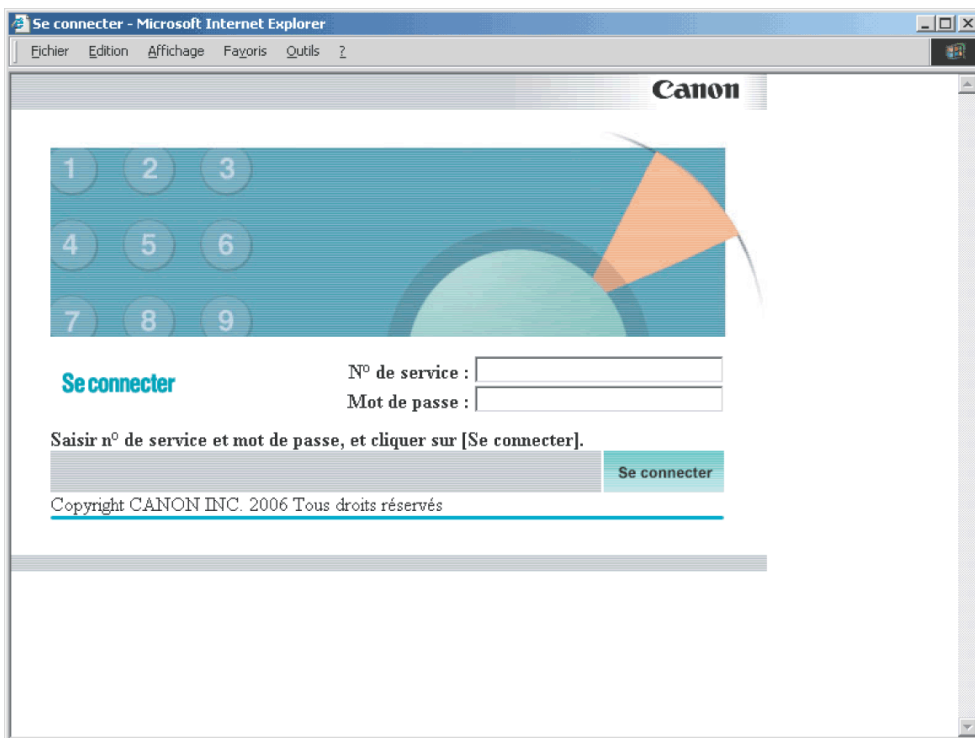 Se connecter - Microsoft Internet Explorer
Fichier Edition Affichage Favoris Outils ?
Canon
1 2 3
4 5 6
7 8 9
Se connecter
Nº de service :
Mot de passe :
Saisir nº de service et mot de passe, et cliquer sur [Se connecter].
Se connecter
Copyright CANON INC. 2006 Tous droits réservés